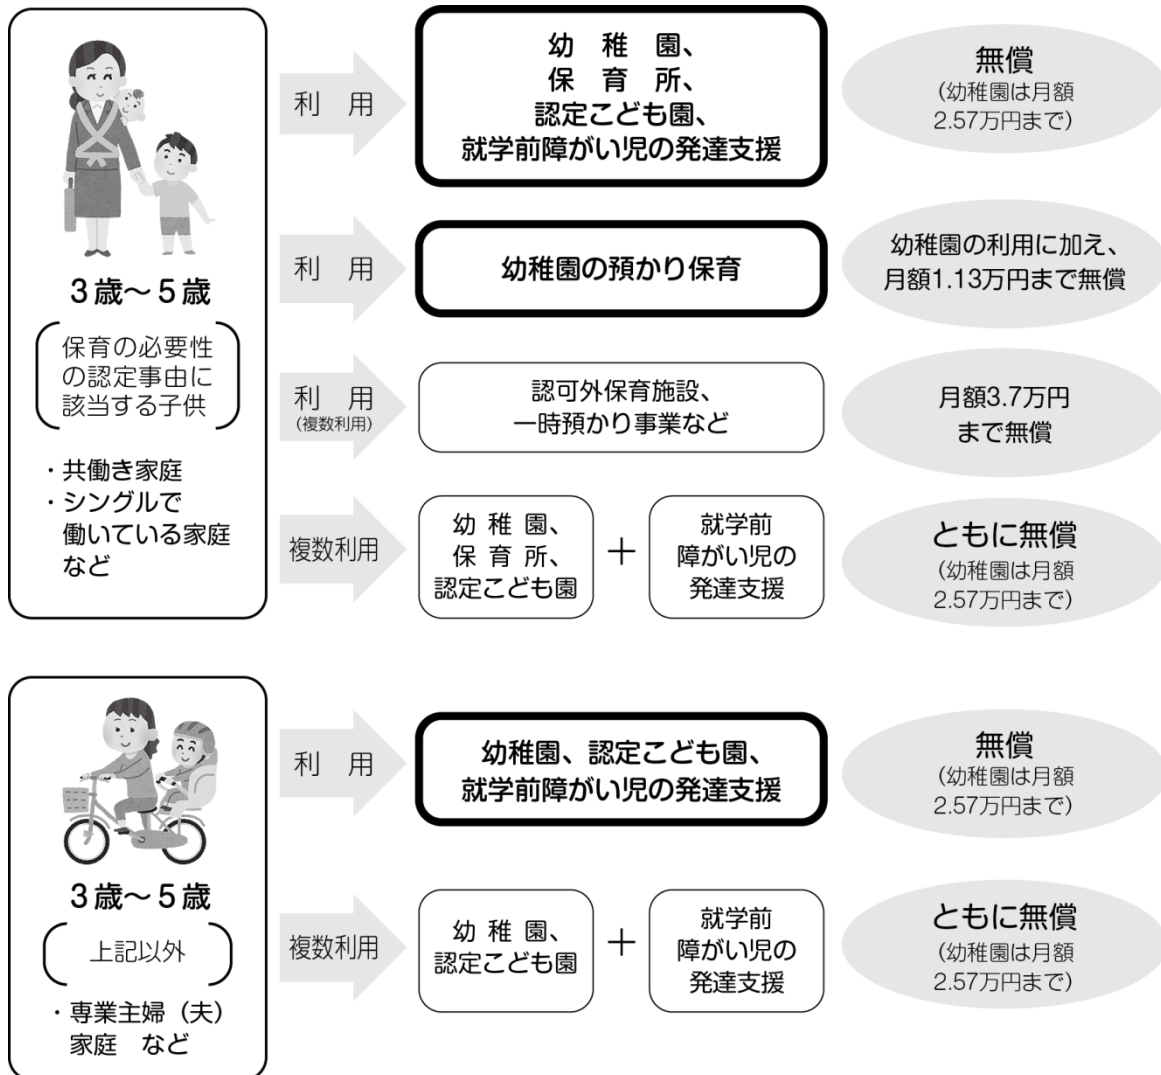 3歳〜5歳
保育の必要性
の認定事由に
該当する子供
・共働き家庭
・シングルで
働いている家庭
など
利　用
幼　稚　園、
保　育　所、
認定こども園、
就学前障がい児の発達支援
無償
(幼稚園は月額
2.57万円まで)
利　用
幼稚園の預かり保育
幼稚園の利用に加え、
月額1.13万円まで無償
利　用
(複数利用)
認可外保育施設、
一時預かり事業など
月額3.7万円
まで無償
複数利用
幼 稚 園、
保 育 所、
認定こども園
＋
就学前
障がい児の
発達支援
ともに無償
(幼稚園は月額
2.57万円まで)
3歳〜5歳
上記以外
・専業主婦（夫）
家庭　など
利　用
幼稚園、認定こども園、
就学前障がい児の発達支援
無償
(幼稚園は月額
2.57万円まで)
複数利用
幼 稚 園、
認定こども園
＋
就学前
障がい児の
発達支援
ともに無償
(幼稚園は月額
2.57万円まで)